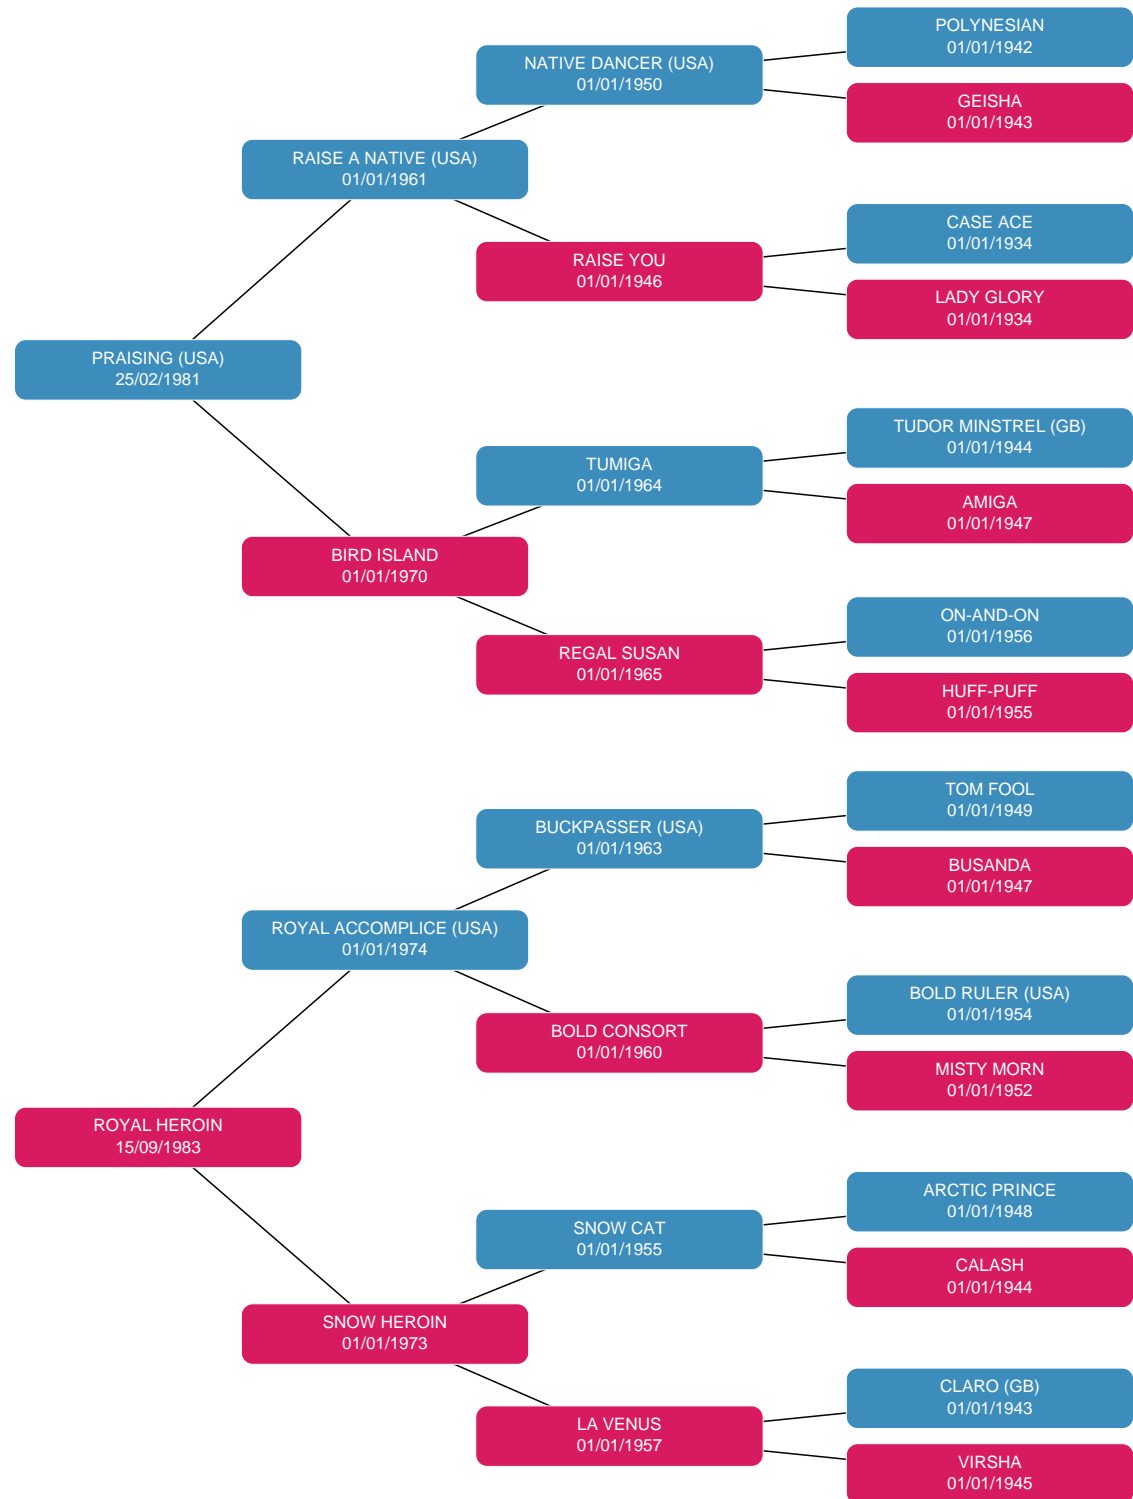 POLYNESIAN
01/01/1942
NATIVE DANCER (USA)
01/01/1950
GEISHA
01/01/1943
RAISE A NATIVE (USA)
01/01/1961
CASE ACE
01/01/1934
RAISE YOU
01/01/1946
LADY GLORY
01/01/1934
PRAISING (USA)
25/02/1981
TUDOR MINSTREL (GB)
01/01/1944
TUMIGA
01/01/1964
AMIGA
01/01/1947
BIRD ISLAND
01/01/1970
ON-AND-ON
01/01/1956
REGAL SUSAN
01/01/1965
HUFF-PUFF
01/01/1955
TOM FOOL
01/01/1949
BUCKPASSER (USA)
01/01/1963
BUSANDA
01/01/1947
ROYAL ACCOMPLICE (USA)
01/01/1974
BOLD RULER (USA)
01/01/1954
BOLD CONSORT
01/01/1960
MISTY MORN
01/01/1952
ROYAL HEROIN
15/09/1983
ARCTIC PRINCE
01/01/1948
SNOW CAT
01/01/1955
CALASH
01/01/1944
SNOW HEROIN
01/01/1973
CLARO (GB)
01/01/1943
LA VENUS
01/01/1957
VIRSHA
01/01/1945